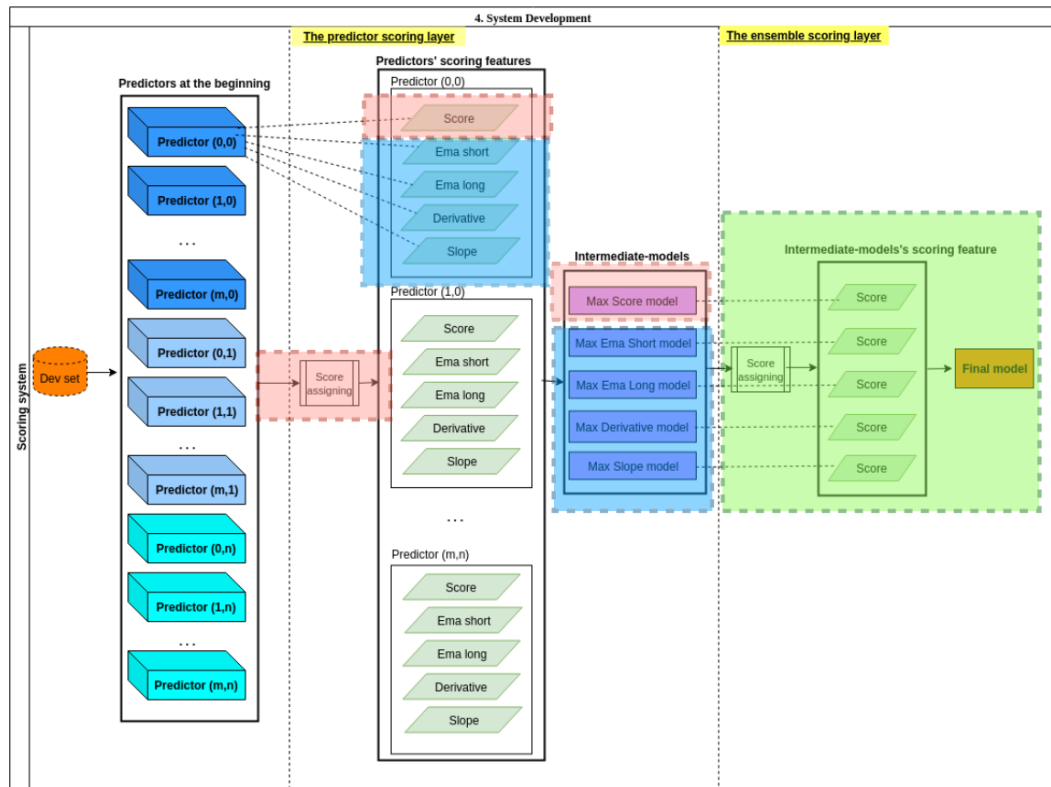 4. System Development
The predictor scoring layer
The ensemble scoring layer
Scoring system
Dev set
Predictors at the beginning
Predictor (0,0)
Predictor (1,0)
...
Predictor (m,0)
Predictor (0,1)
Predictor (1,1)
...
Predictor (m,1)
Predictor (0,n)
Predictor (1,n)
...
Predictor (m,n)
Score
assigning
Predictors' scoring features
Predictor (0,0)
Score
Ema short
Ema long
Derivative
Slope
Predictor (1,0)
Score
Ema short
Ema long
Derivative
Slope
...
Predictor (m,n)
Score
Ema short
Ema long
Derivative
Slope
Intermediate-models
Max Score model
Max Ema Short model
Max Ema Long model
Max Derivative model
Max Slope model
Score
assigning
Intermediate-models's scoring feature
Score
Score
Score
Score
Score
Final model